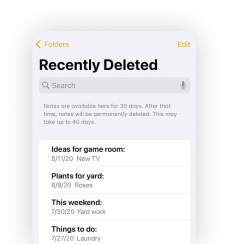 Folders
Edit
Recently Deleted
Search
Notes are available here for 30 days. After that
time, notes will be permanently deleted. This may
take up to 40 days.
Ideas for game room:
8/11/20 New TV
Plants for yard:
8/9/20 Roses
This weekend:
7/30/20 Yard work
Things to do:
7/27/20 Laundry